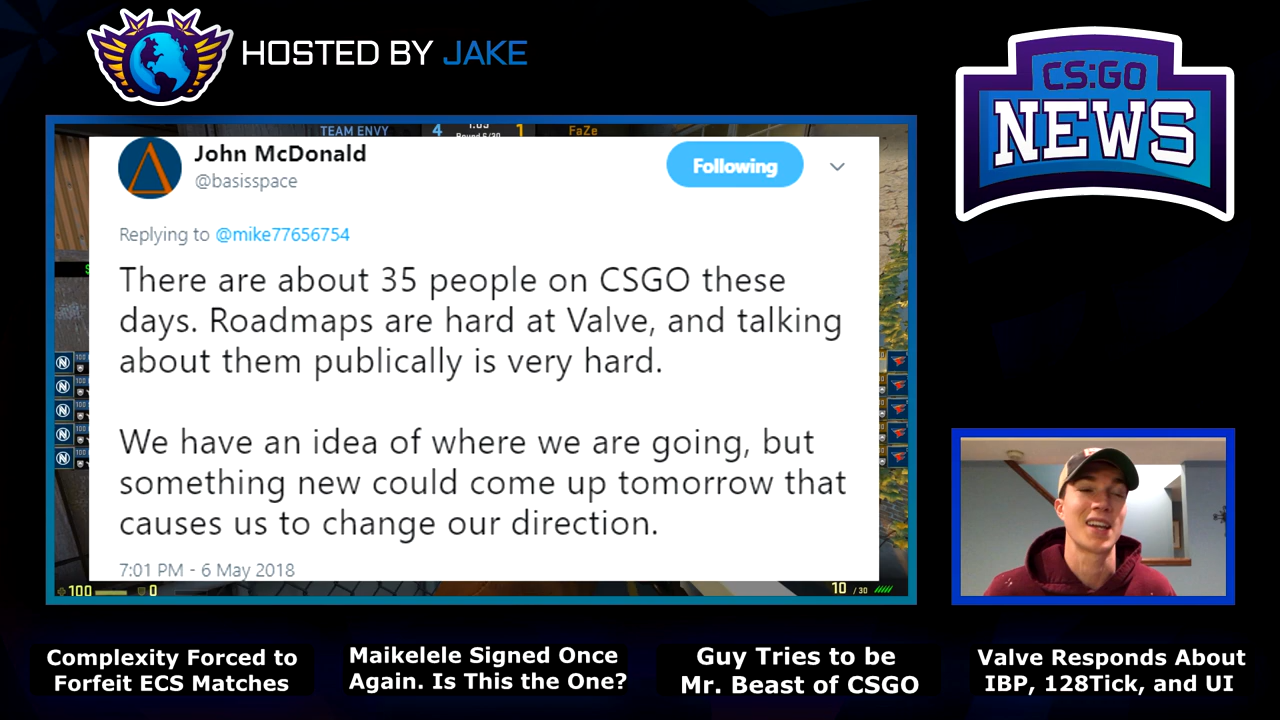 HOSTED BY JAKE
CS:GO
NEWS
TEAM ENVY 4 1 FaZe
John McDonald
@basisspace
Following
Replying to @mike77656754
There are about 35 people on CSGO these
days. Roadmaps are hard at Valve, and talking
about them publically is very hard.
We have an idea of where we are going, but
something new could come up tomorrow that
causes us to change our direction.
7:01 PM - 6 May 2018
100 0
10 / 30
Complexity Forced to
Forfeit ECS Matches
Maikelele Signed Once
Again. Is This the One?
Guy Tries to be
Mr. Beast of CSGO
Valve Responds About
IBP, 128Tick, and UI